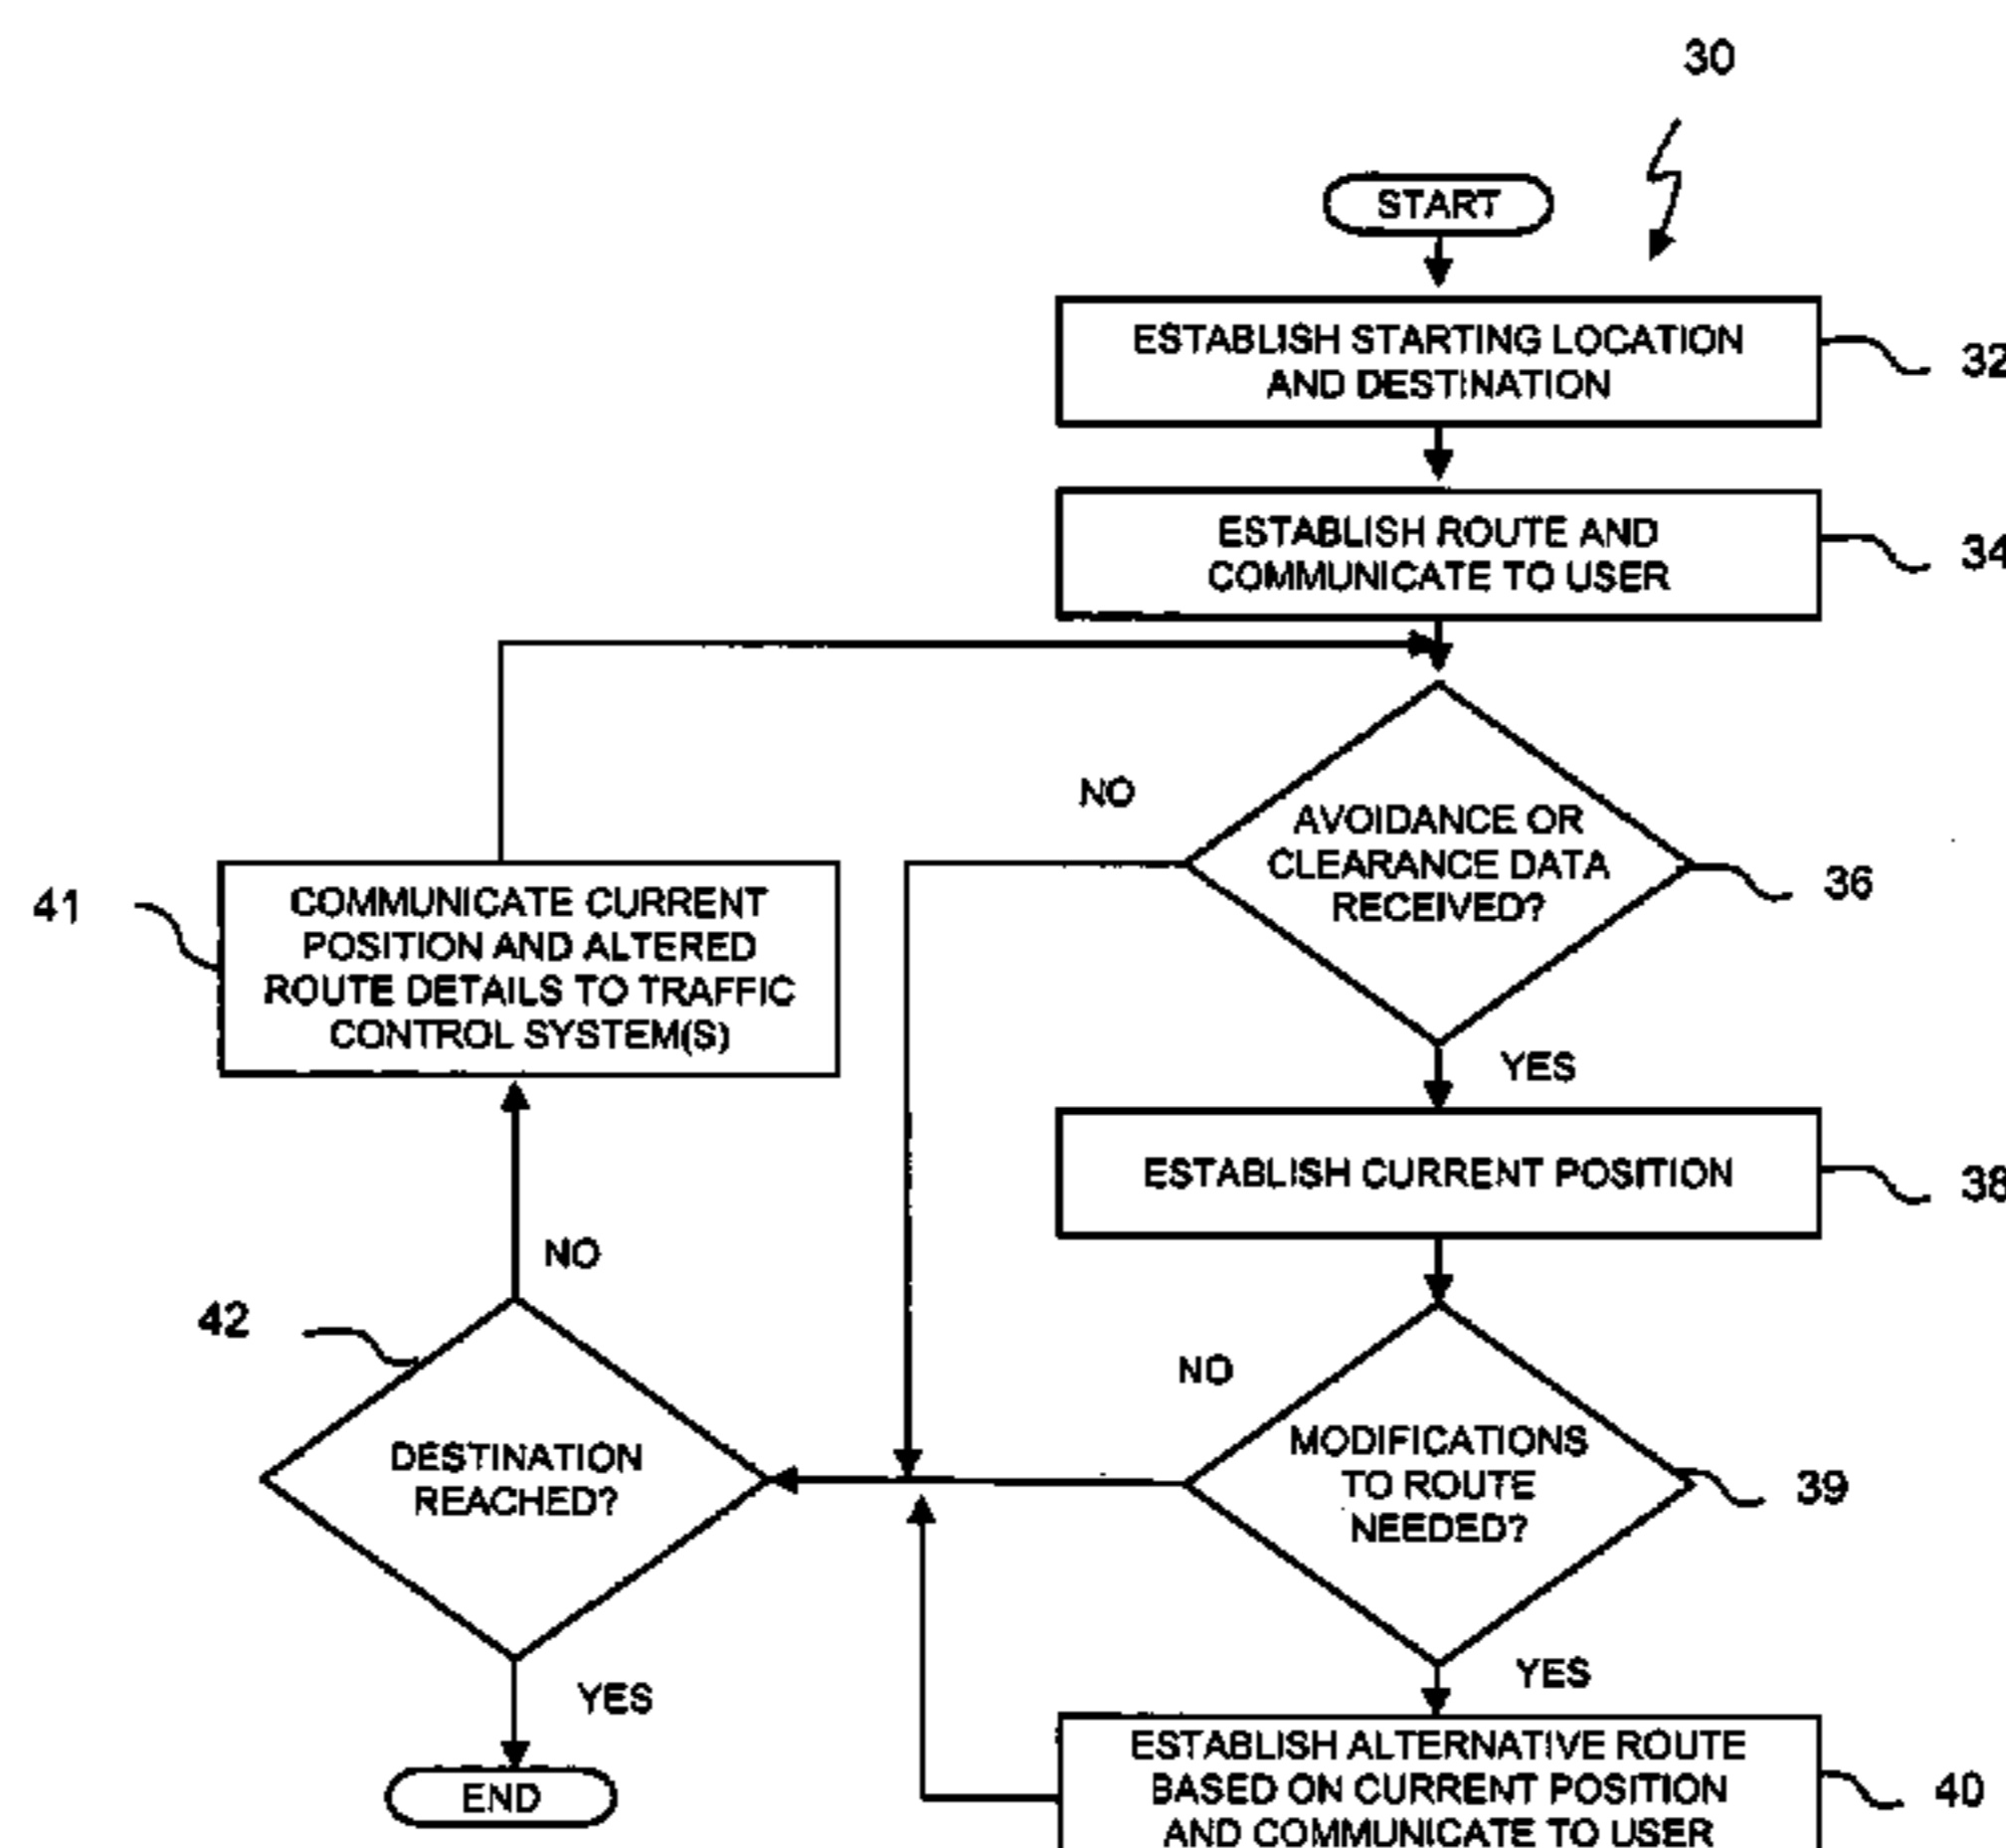 30
START
ESTABLISH STARTING LOCATION
AND DESTINATION
32
ESTABLISH ROUTE AND
COMMUNICATE TO USER
34
NO
AVOIDANCE OR
CLEARANCE DATA
RECEIVED?
36
YES
41
COMMUNICATE CURRENT
POSITION AND ALTERED
ROUTE DETAILS TO TRAFFIC
CONTROL SYSTEM(S)
ESTABLISH CURRENT POSITION
38
NO
42
DESTINATION
REACHED?
NO
MODIFICATIONS
TO ROUTE
NEEDED?
39
YES
YES
END
ESTABLISH ALTERNATIVE ROUTE
BASED ON CURRENT POSITION
AND COMMUNICATE TO USER
40